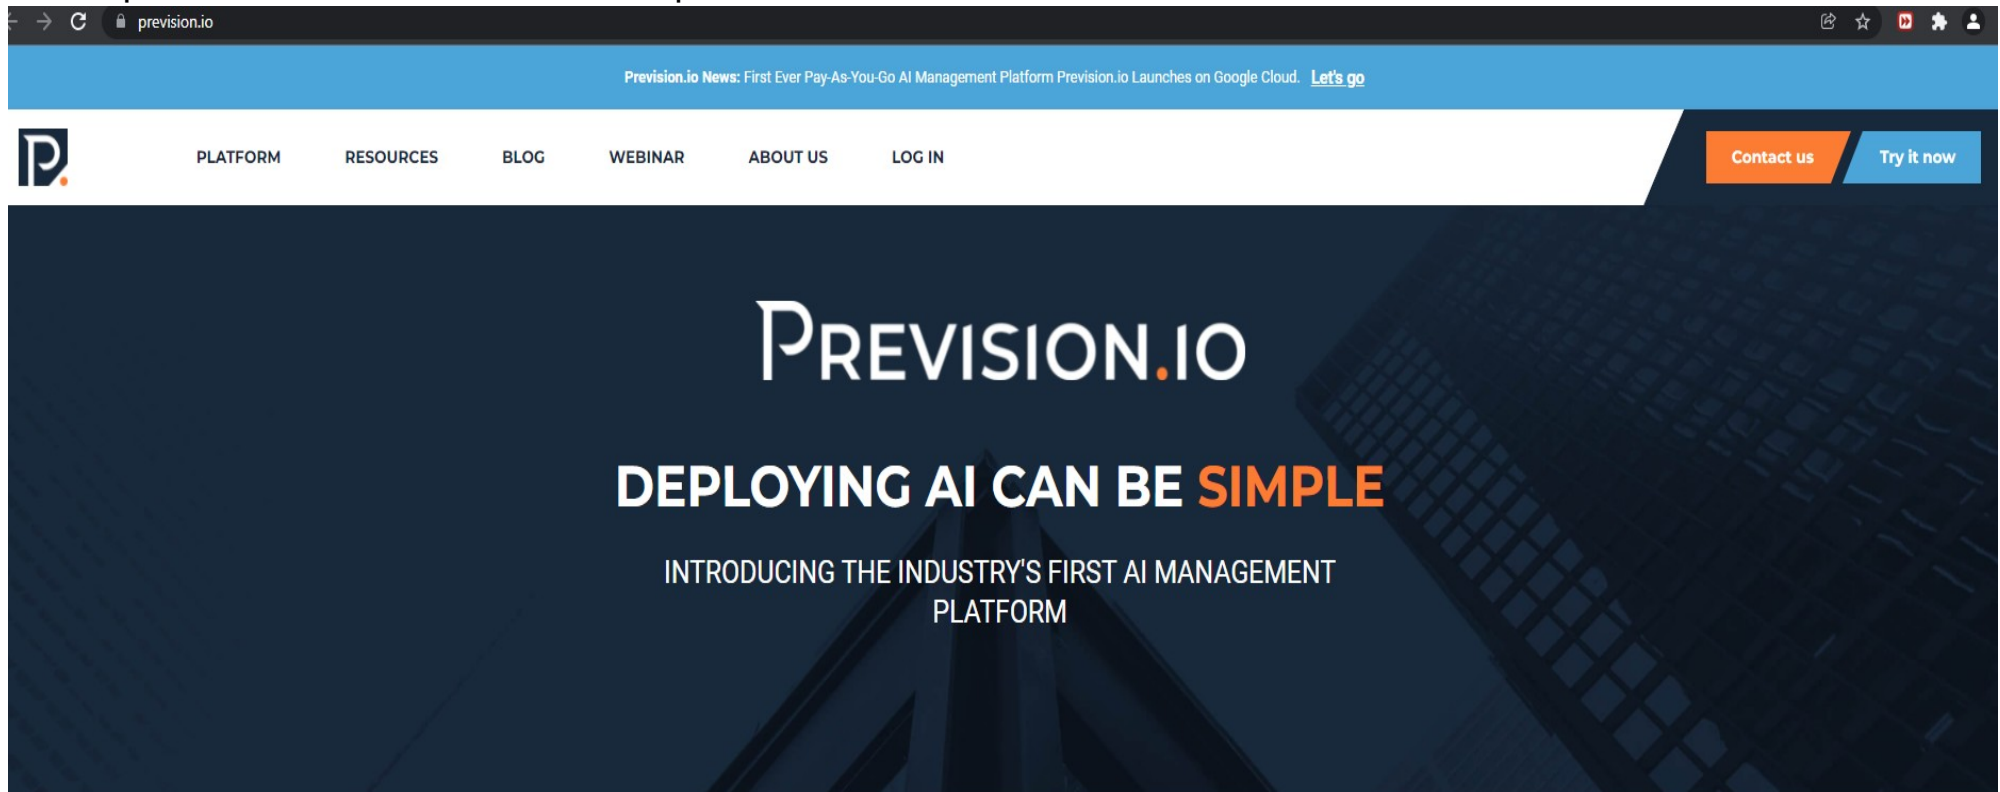 prevision.io
Prevision.io News: First Ever Pay-As-You-Go AI Management Platform Prevision.io Launches on Google Cloud. Let's go
P.
PLATFORM RESOURCES BLOG WEBINAR ABOUT US LOG IN Contact us Try it now
PREVISION.IO
DEPLOYING AI CAN BE SIMPLE
INTRODUCING THE INDUSTRY'S FIRST AI MANAGEMENT
PLATFORM